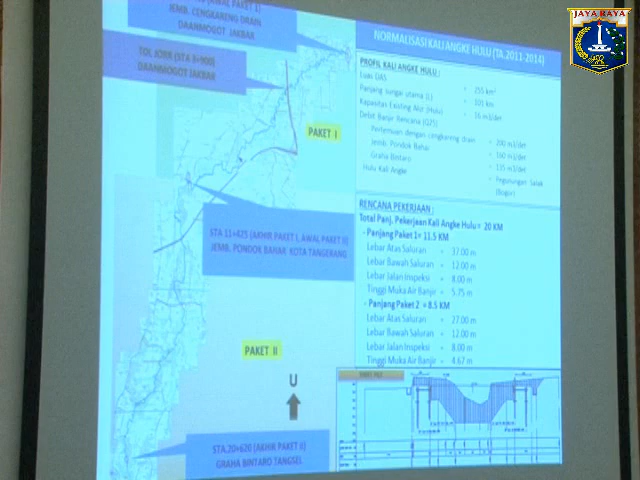 JAYA RAYA
(AWAL PAKET I)
JEMB. CENGKARENG DRAIN
DAANMOGOT JAKBAR
TOL JORR (STA 3+900)
DAANMOGOT JAKBAR
PAKET I
STA 11+425 (AKHIR PAKET I, AWAL PAKET II)
JEMB. PONDOK BAHAR KOTA TANGERANG
PAKET II
U
STA.20+620 (AKHIR PAKET II)
GRAHA BINTARO TANGSEL
NORMALISASI KALI ANGKE HULU (TA.2011-2014)
PROFIL KALI ANGKE HULU :
Luas DAS = 255 km²
Panjang sungai utama (L) = 101 km
Kapasitas Existing Alur (Hulu) = 16 m3/det
Debit Banjir Rencana (Q25)
Pertemuan dengan cengkareng drain = 200 m3/det
Jemb. Pondok Bahar = 160 m3/det
Graha Bintaro = 135 m3/det
Hulu Kali Angke = Pegunungan Salak
(Bogor)
RENCANA PEKERJAAN :
Total Panj. Pekerjaan Kali Angke Hulu = 20 KM
- Panjang Paket 1= 11.5 KM
Lebar Atas Saluran = 37.00 m
Lebar Bawah Saluran = 12.00 m
Lebar Jalan Inspeksi = 8.00 m
Tinggi Muka Air Banjir = 5.75 m
- Panjang Paket 2 = 8.5 KM
Lebar Atas Saluran = 27.00 m
Lebar Bawah Saluran = 12.00 m
Lebar Jalan Inspeksi = 8.00 m
Tinggi Muka Air Banjir = 4.67 m